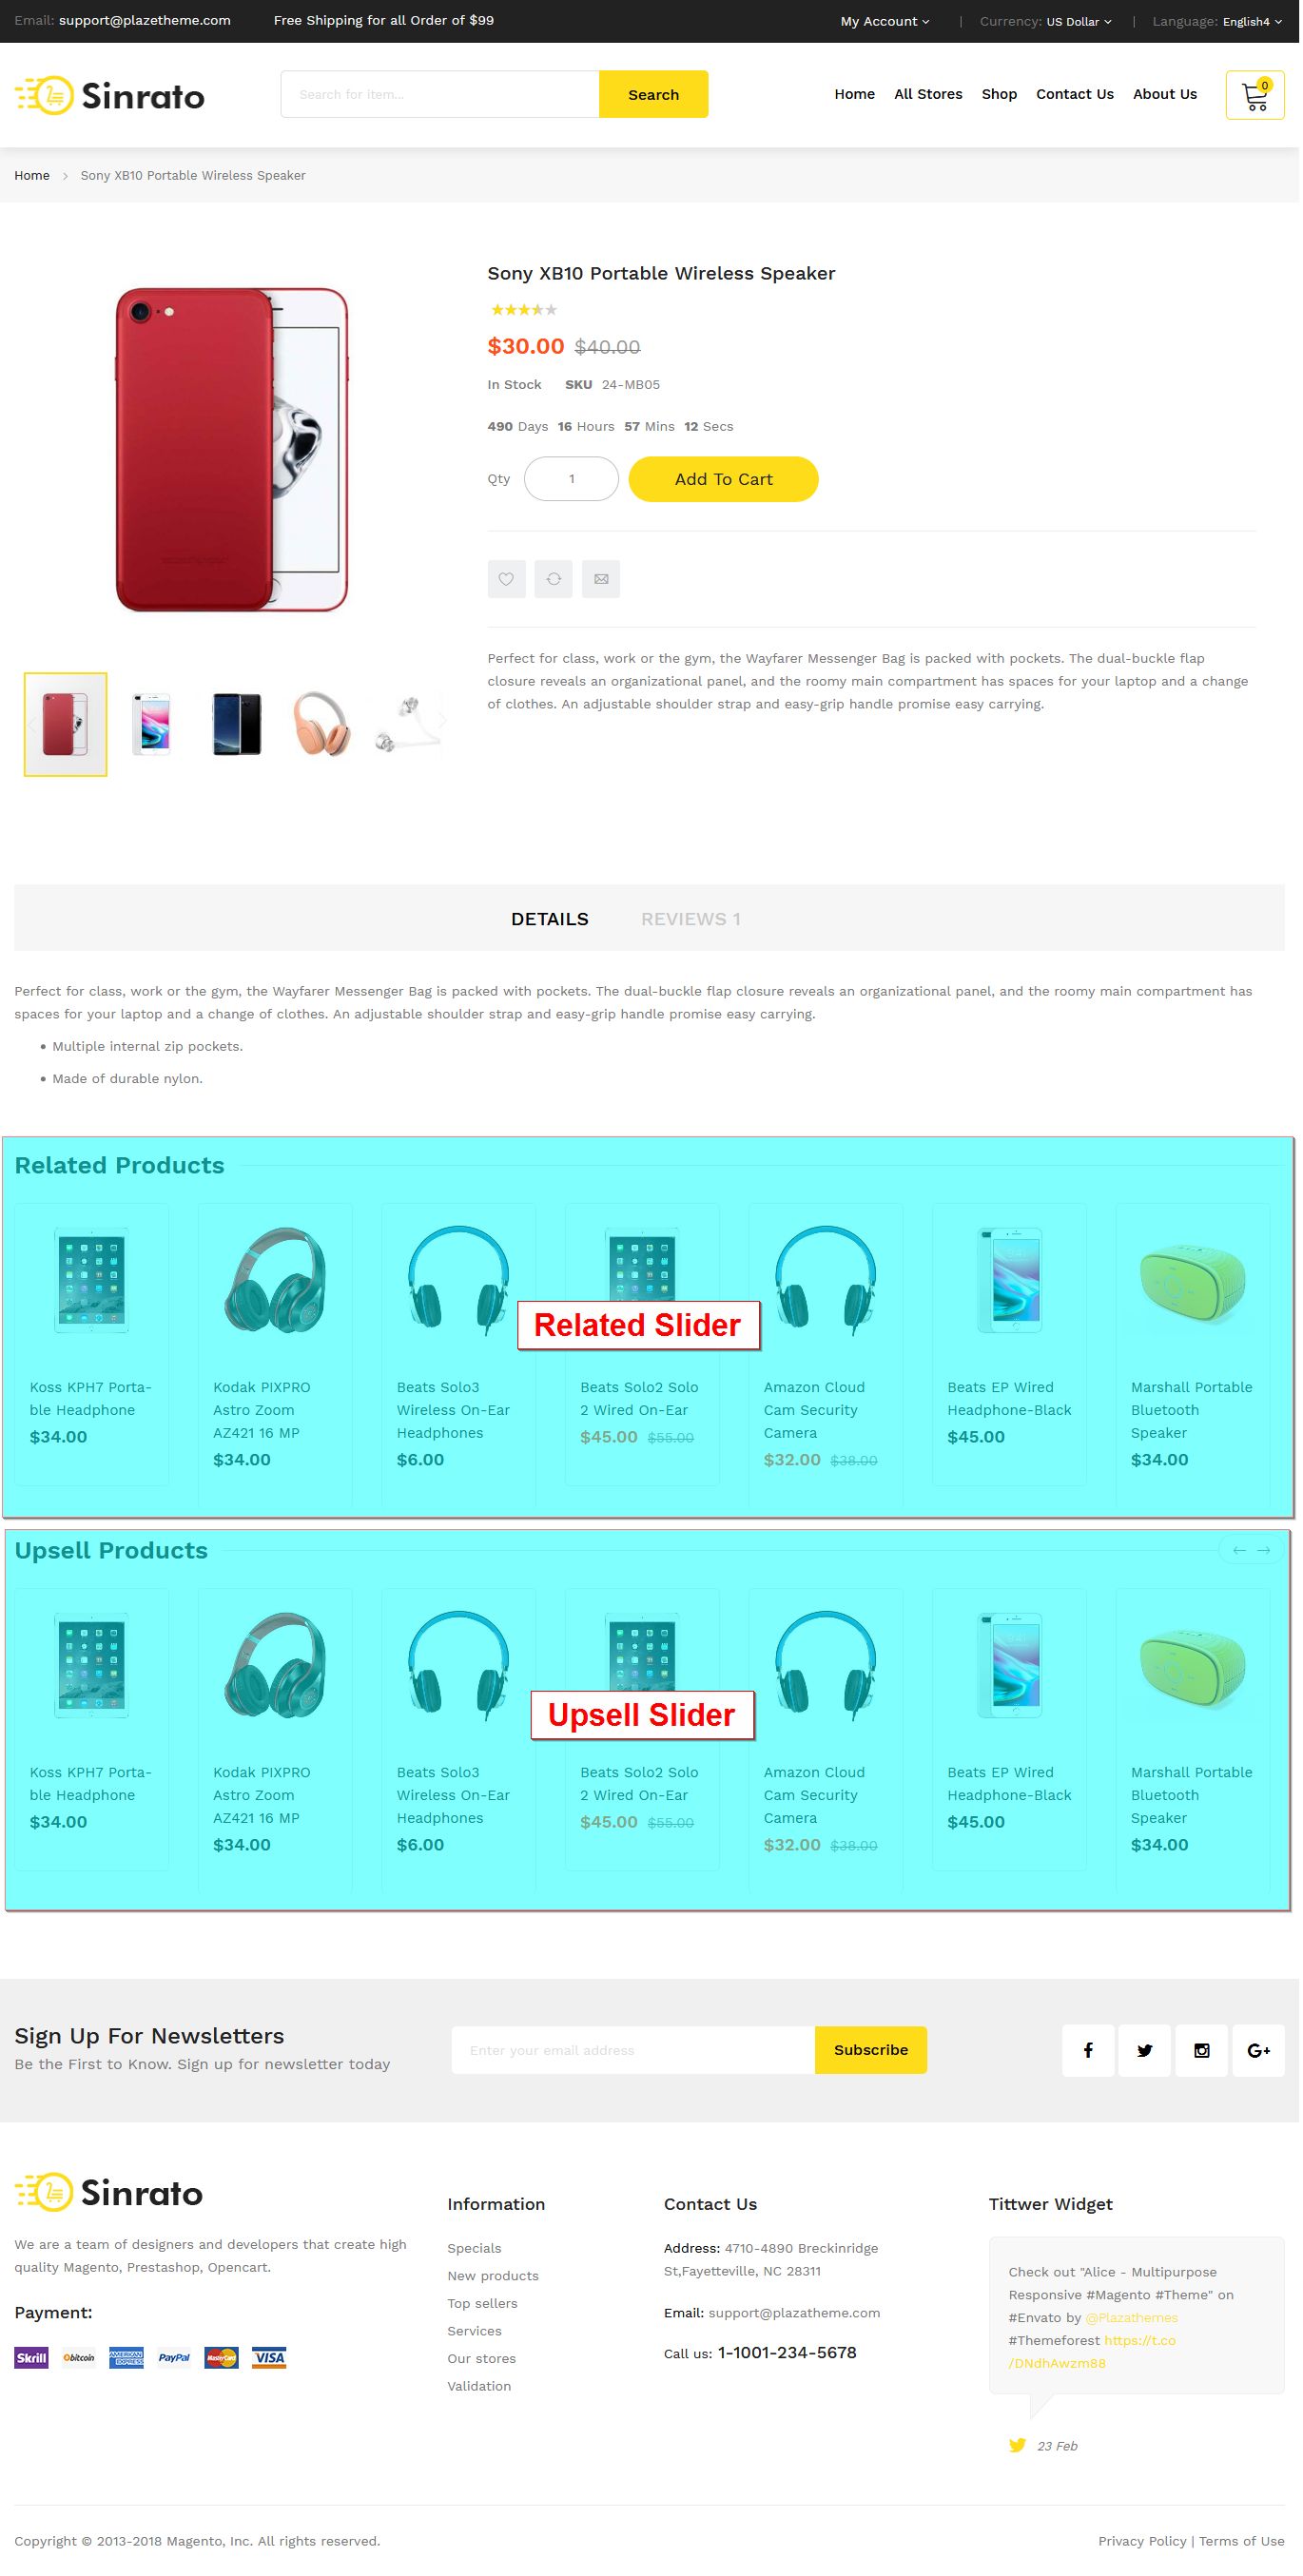 Email: support@plazetheme.com Free Shipping for all Order of $99 My Account | Currency: US Dollar | Language: English4
Sinrato Search for item... Search Home All Stores Shop Contact Us About Us 0
Home > Sony XB10 Portable Wireless Speaker
Sony XB10 Portable Wireless Speaker
$30.00 $40.00
In Stock SKU 24-MB05
490 Days 16 Hours 57 Mins 12 Secs
Qty 1 Add To Cart
Perfect for class, work or the gym, the Wayfarer Messenger Bag is packed with pockets. The dual-buckle flap
closure reveals an organizational panel, and the roomy main compartment has spaces for your laptop and a change
of clothes. An adjustable shoulder strap and easy-grip handle promise easy carrying.
DETAILS REVIEWS 1
Perfect for class, work or the gym, the Wayfarer Messenger Bag is packed with pockets. The dual-buckle flap closure reveals an organizational panel, and the roomy main compartment has
spaces for your laptop and a change of clothes. An adjustable shoulder strap and easy-grip handle promise easy carrying.
• Multiple internal zip pockets.
• Made of durable nylon.
Related Products
Related Slider
Koss KPH7 Porta-
ble Headphone
$34.00
Kodak PIXPRO
Astro Zoom
AZ421 16 MP
$34.00
Beats Solo3
Wireless On-Ear
Headphones
$6.00
Beats Solo2 Solo
2 Wired On-Ear
$45.00 $55.00
Amazon Cloud
Cam Security
Camera
$32.00 $38.00
Beats EP Wired
Headphone-Black
$45.00
Marshall Portable
Bluetooth
Speaker
$34.00
Upsell Products
Upsell Slider
Koss KPH7 Porta-
ble Headphone
$34.00
Kodak PIXPRO
Astro Zoom
AZ421 16 MP
$34.00
Beats Solo3
Wireless On-Ear
Headphones
$6.00
Beats Solo2 Solo
2 Wired On-Ear
$45.00 $55.00
Amazon Cloud
Cam Security
Camera
$32.00 $38.00
Beats EP Wired
Headphone-Black
$45.00
Marshall Portable
Bluetooth
Speaker
$34.00
Sign Up For Newsletters
Be the First to Know. Sign up for newsletter today
Enter your email address Subscribe
Sinrato
We are a team of designers and developers that create high
quality Magento, Prestashop, Opencart.
Payment:
Skrill bitcoin AMERICAN EXPRESS PayPal MasterCard VISA
Information
Specials
New products
Top sellers
Services
Our stores
Validation
Contact Us
Address: 4710-4890 Breckinridge
St,Fayetteville, NC 28311
Email: support@plazatheme.com
Call us: 1-1001-234-5678
Tittwer Widget
Check out "Alice - Multipurpose
Responsive #Magento #Theme" on
#Envato by @Plazathemes
#Themeforest https://t.co
/DNdhAwzm88
23 Feb
Copyright © 2013-2018 Magento, Inc. All rights reserved. Privacy Policy | Terms of Use